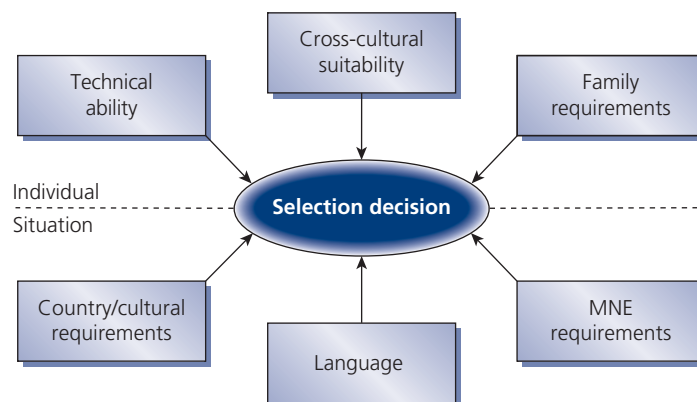 Cross-cultural
suitability
Technical
ability
Family
requirements
Individual
Selection decision
Situation
Country/cultural
requirements
Language
MNE
requirements